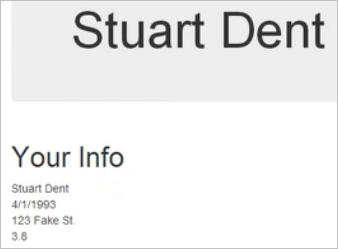 Stuart Dent
Your Info
Stuart Dent
4/1/1993
123 Fake St.
3.8